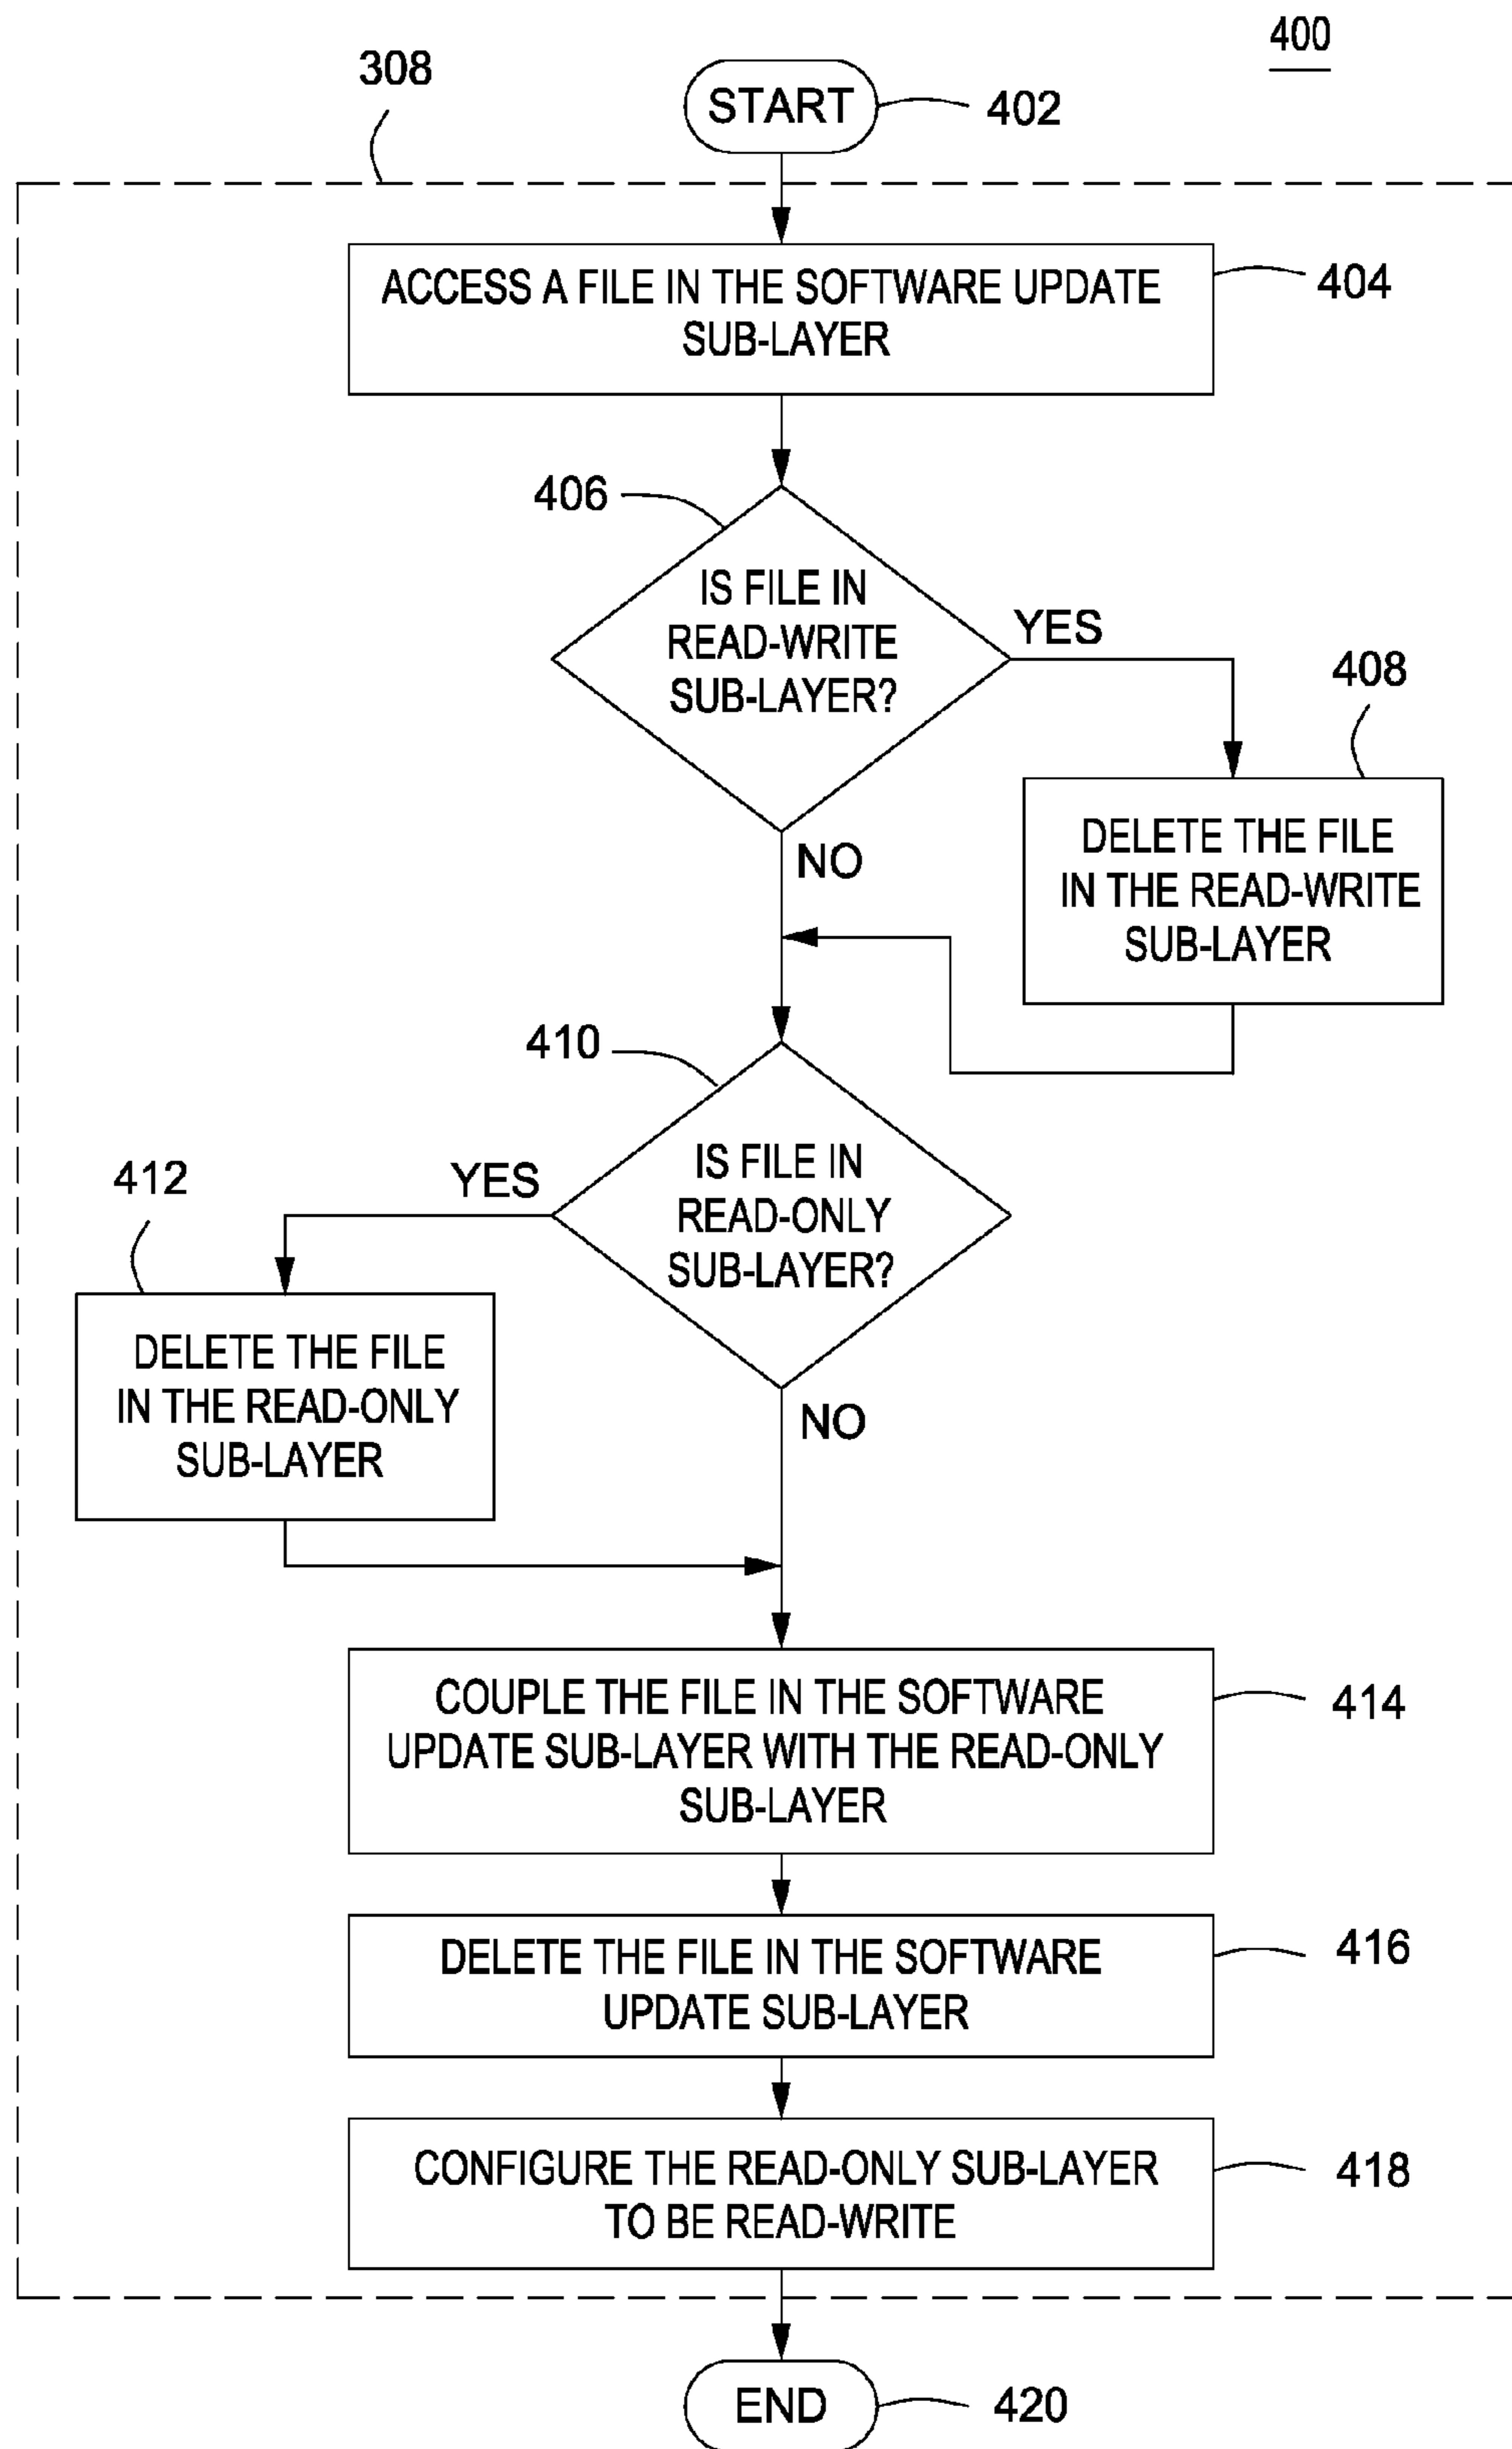 400
308
START
402
ACCESS A FILE IN THE SOFTWARE UPDATE
SUB-LAYER
404
406
IS FILE IN
READ-WRITE
SUB-LAYER?
YES
408
DELETE THE FILE
IN THE READ-WRITE
SUB-LAYER
NO
410
IS FILE IN
READ-ONLY
SUB-LAYER?
YES
412
DELETE THE FILE
IN THE READ-ONLY
SUB-LAYER
NO
COUPLE THE FILE IN THE SOFTWARE
UPDATE SUB-LAYER WITH THE READ-ONLY
SUB-LAYER
414
DELETE THE FILE IN THE SOFTWARE
UPDATE SUB-LAYER
416
CONFIGURE THE READ-ONLY SUB-LAYER
TO BE READ-WRITE
418
END
420